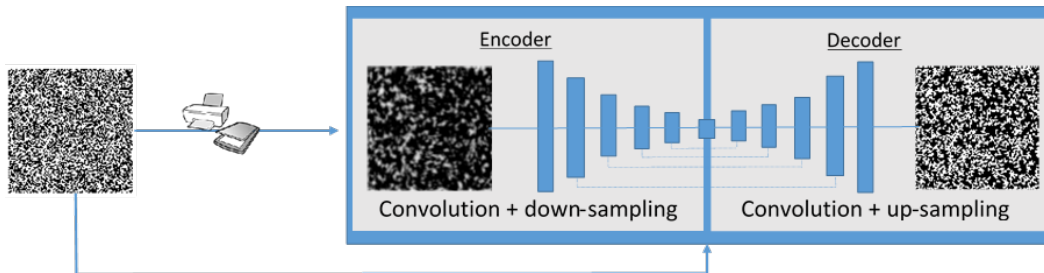 Encoder
Decoder
Convolution + down-sampling
Convolution + up-sampling